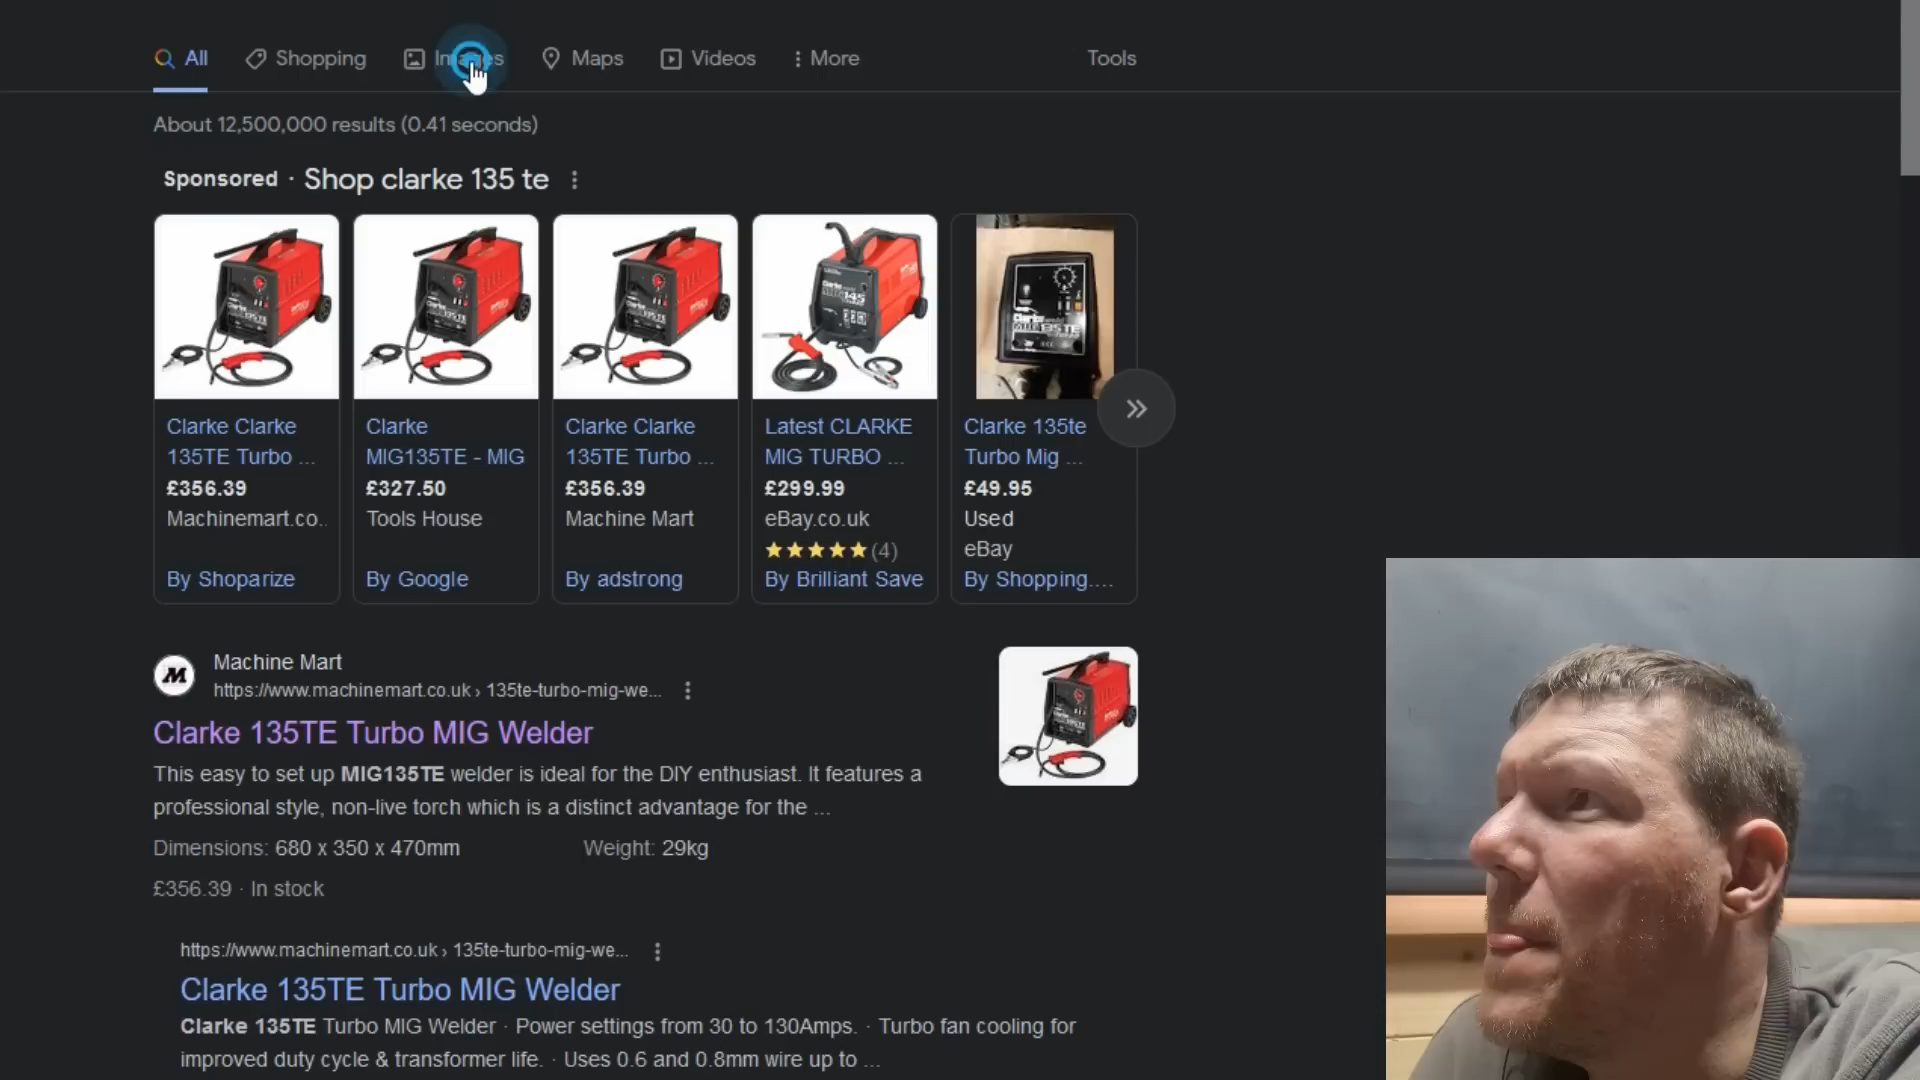 All Shopping Images Maps Videos More Tools
About 12,500,000 results (0.41 seconds)
Sponsored · Shop clarke 135 te
Clarke Clarke
135TE Turbo ...
£356.39
Machinemart.co..
By Shoparize
Clarke
MIG135TE - MIG
£327.50
Tools House
By Google
Clarke Clarke
135TE Turbo ...
£356.39
Machine Mart
By adstrong
Latest CLARKE
MIG TURBO ...
£299.99
eBay.co.uk
(4)
By Brilliant Save
Clarke 135te
Turbo Mig ...
£49.95
Used
eBay
By Shopping....
Machine Mart
https://www.machinemart.co.uk › 135te-turbo-mig-we...
Clarke 135TE Turbo MIG Welder
This easy to set up MIG135TE welder is ideal for the DIY enthusiast. It features a
professional style, non-live torch which is a distinct advantage for the ...
Dimensions: 680 x 350 x 470mm Weight: 29kg
£356.39 · In stock
https://www.machinemart.co.uk › 135te-turbo-mig-we...
Clarke 135TE Turbo MIG Welder
Clarke 135TE Turbo MIG Welder · Power settings from 30 to 130Amps. · Turbo fan cooling for
improved duty cycle & transformer life. · Uses 0.6 and 0.8mm wire up to ...